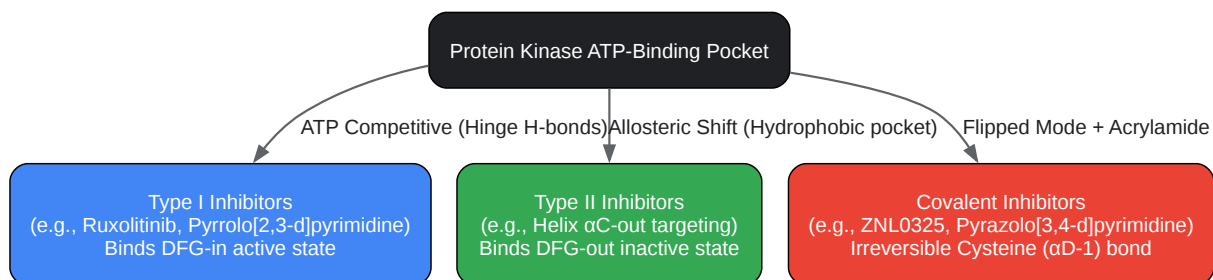 Protein Kinase ATP-Binding Pocket
ATP Competitive (Hinge H-bonds)
Allosteric Shift (Hydrophobic pocket)
Flipped Mode + Acrylamide
Type I Inhibitors
(e.g., Ruxolitinib, Pyrrolo[2,3-d]pyrimidine)
Binds DFG-in active state
Type II Inhibitors
(e.g., Helix αC-out targeting)
Binds DFG-out inactive state
Covalent Inhibitors
(e.g., ZNL0325, Pyrazolo[3,4-d]pyrimidine)
Irreversible Cysteine (αD-1) bond